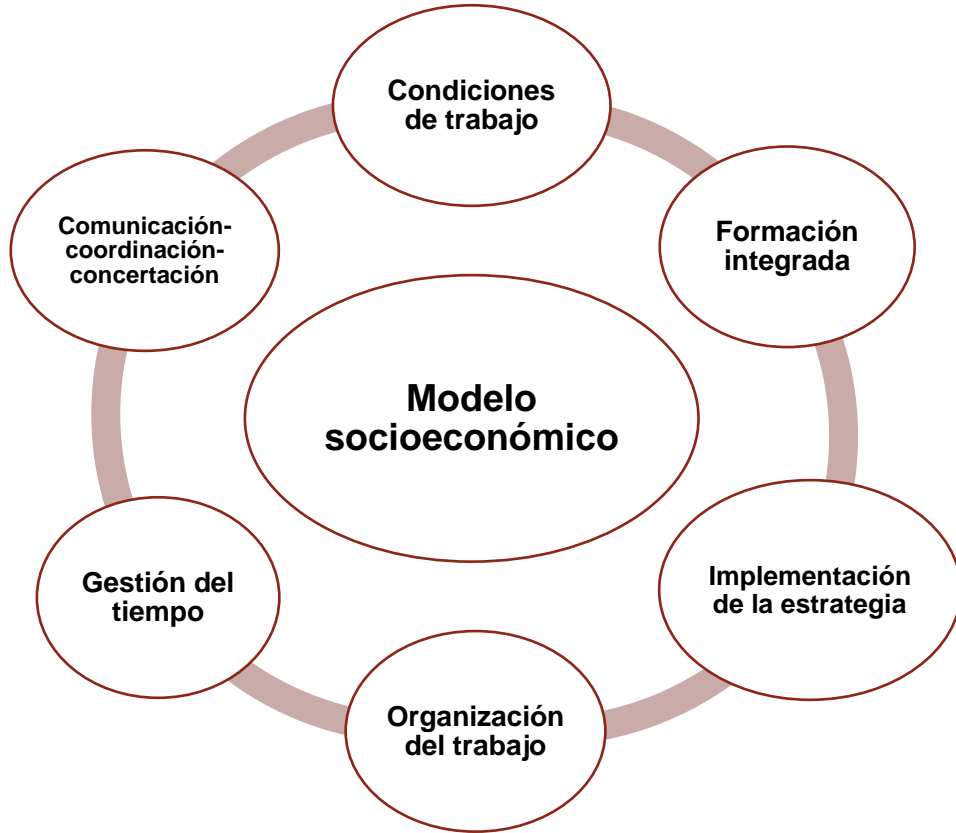 Condiciones
de trabajo
Formación
integrada
Comunicación-
coordinación-
concertación
Modelo
socioeconómico
Implementación
de la estrategia
Gestión del
tiempo
Organización
del trabajo